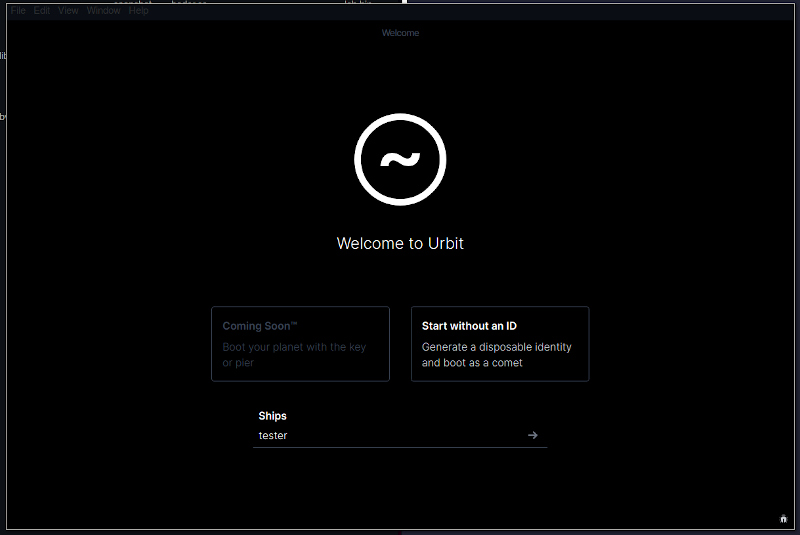 File Edit View Window Help
Welcome
~
Welcome to Urbit
Coming Soon™
Boot your planet with the key
or pier
Start without an ID
Generate a disposable identity
and boot as a comet
Ships
tester